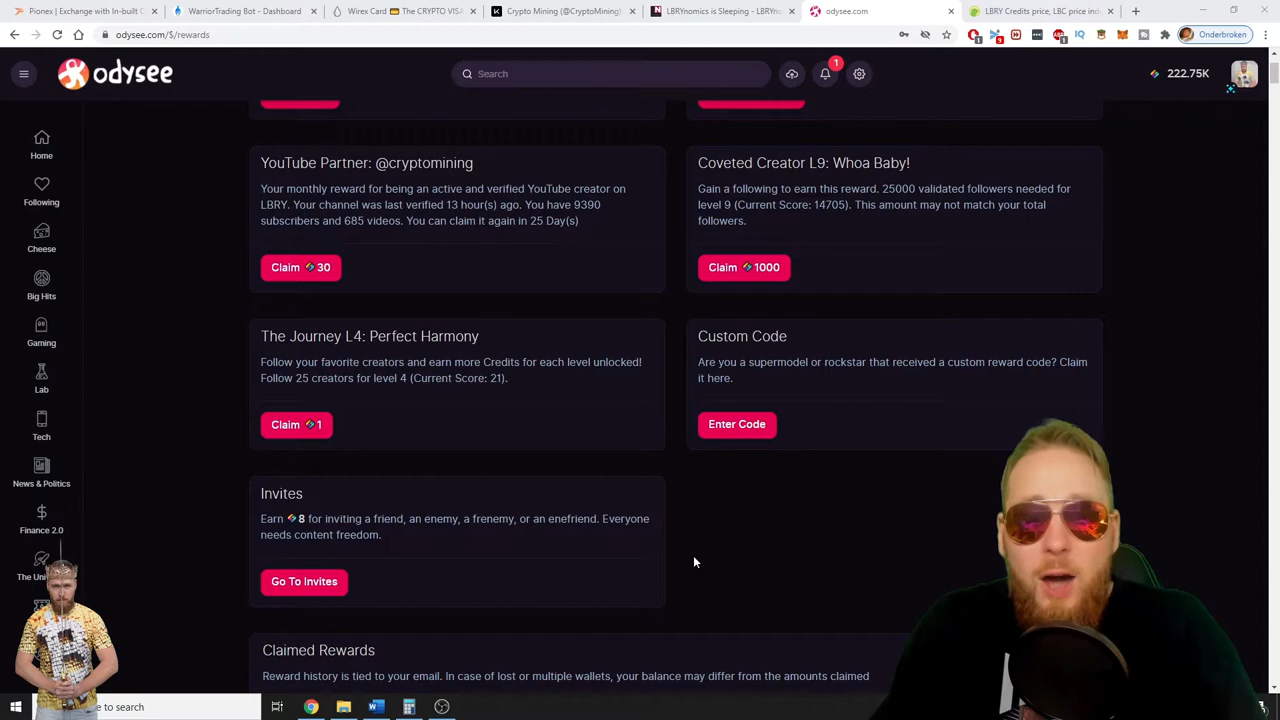 Pionex | Exchange with In-built C
WarriorTrading Bot - Dashboard
Wirex Card 💳 The CRYPTO VISA
Crypto Mining (@CryptoMining)
LBRYnomics is Sleeping - LBRYno
odysee.com
LBRY Credits price, LBC price ind
odysee.com/$/rewards
1
9
1
IQ
Onderbroken
odysee
Search
1
222.75K
Home
Following
Cheese
Big Hits
Gaming
Lab
Tech
News & Politics
Finance 2.0
YouTube Partner: @cryptomining
Your monthly reward for being an active and verified YouTube creator on
LBRY. Your channel was last verified 13 hour(s) ago. You have 9390
subscribers and 685 videos. You can claim it again in 25 Day(s)
Claim 30
Coveted Creator L9: Whoa Baby!
Gain a following to earn this reward. 25000 validated followers needed for
level 9 (Current Score: 14705). This amount may not match your total
followers.
Claim 1000
The Journey L4: Perfect Harmony
Follow your favorite creators and earn more Credits for each level unlocked!
Follow 25 creators for level 4 (Current Score: 21).
Claim 1
Custom Code
Are you a supermodel or rockstar that received a custom reward code? Claim
it here.
Enter Code
Invites
Earn 8 for inviting a friend, an enemy, a frenemy, or an enefriend. Everyone
needs content freedom.
Go To Invites
Claimed Rewards
Reward history is tied to your email. In case of lost or multiple wallets, your balance may differ from the amounts claimed
to search